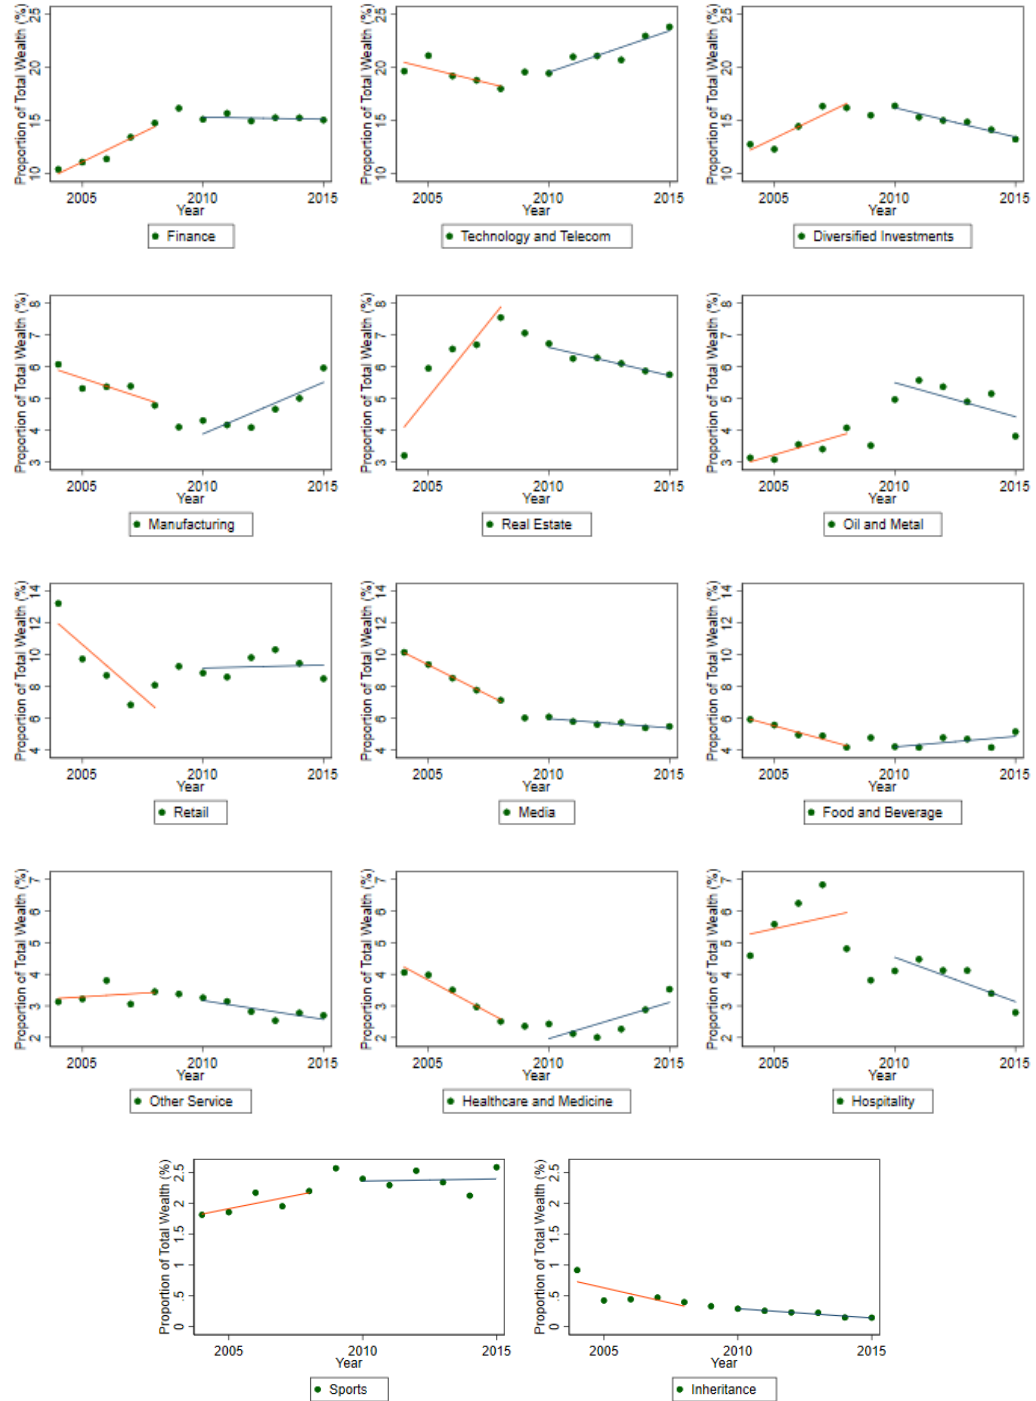 Proportion of Total Wealth (%)
25
20
15
10
2005 2010 2015
Year
Finance
Proportion of Total Wealth (%)
25
20
15
10
2005 2010 2015
Year
Technology and Telecom
Proportion of Total Wealth (%)
25
20
15
10
2005 2010 2015
Year
Diversified Investments
Proportion of Total Wealth (%)
8
7
6
5
4
3
2005 2010 2015
Year
Manufacturing
Proportion of Total Wealth (%)
8
7
6
5
4
3
2005 2010 2015
Year
Real Estate
Proportion of Total Wealth (%)
8
7
6
5
4
3
2005 2010 2015
Year
Oil and Metal
Proportion of Total Wealth (%)
14
12
10
8
6
4
2005 2010 2015
Year
Retail
Proportion of Total Wealth (%)
14
12
10
8
6
4
2005 2010 2015
Year
Media
Proportion of Total Wealth (%)
14
12
10
8
6
4
2005 2010 2015
Year
Food and Beverage
Proportion of Total Wealth (%)
7
6
5
4
3
2
2005 2010 2015
Year
Other Service
Proportion of Total Wealth (%)
7
6
5
4
3
2
2005 2010 2015
Year
Healthcare and Medicine
Proportion of Total Wealth (%)
7
6
5
4
3
2
2005 2010 2015
Year
Hospitality
Proportion of Total Wealth (%)
2.5
2
1.5
1
.5
0
2005 2010 2015
Year
Sports
Proportion of Total Wealth (%)
2.5
2
1.5
1
.5
0
2005 2010 2015
Year
Inheritance